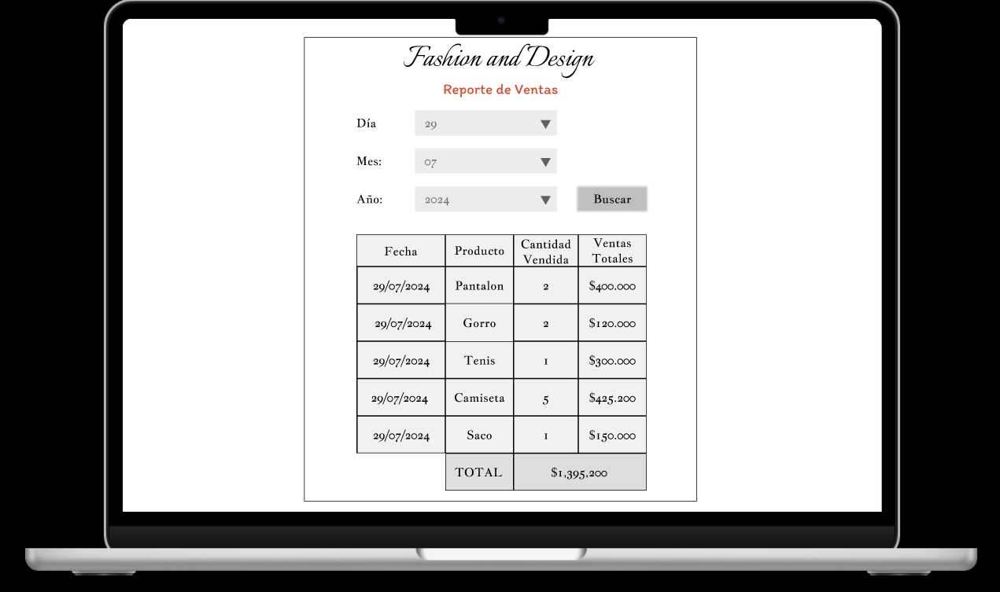 Fashion and Design
Reporte de Ventas
Día 29
Mes: 07
Año: 2024 Buscar
Fecha Producto Cantidad Vendida Ventas Totales
29/07/2024 Pantalon 2 $400.000
29/07/2024 Gorro 2 $120.000
29/07/2024 Tenis 1 $300.000
29/07/2024 Camiseta 5 $425.200
29/07/2024 Saco 1 $150.000
TOTAL $1,395,200